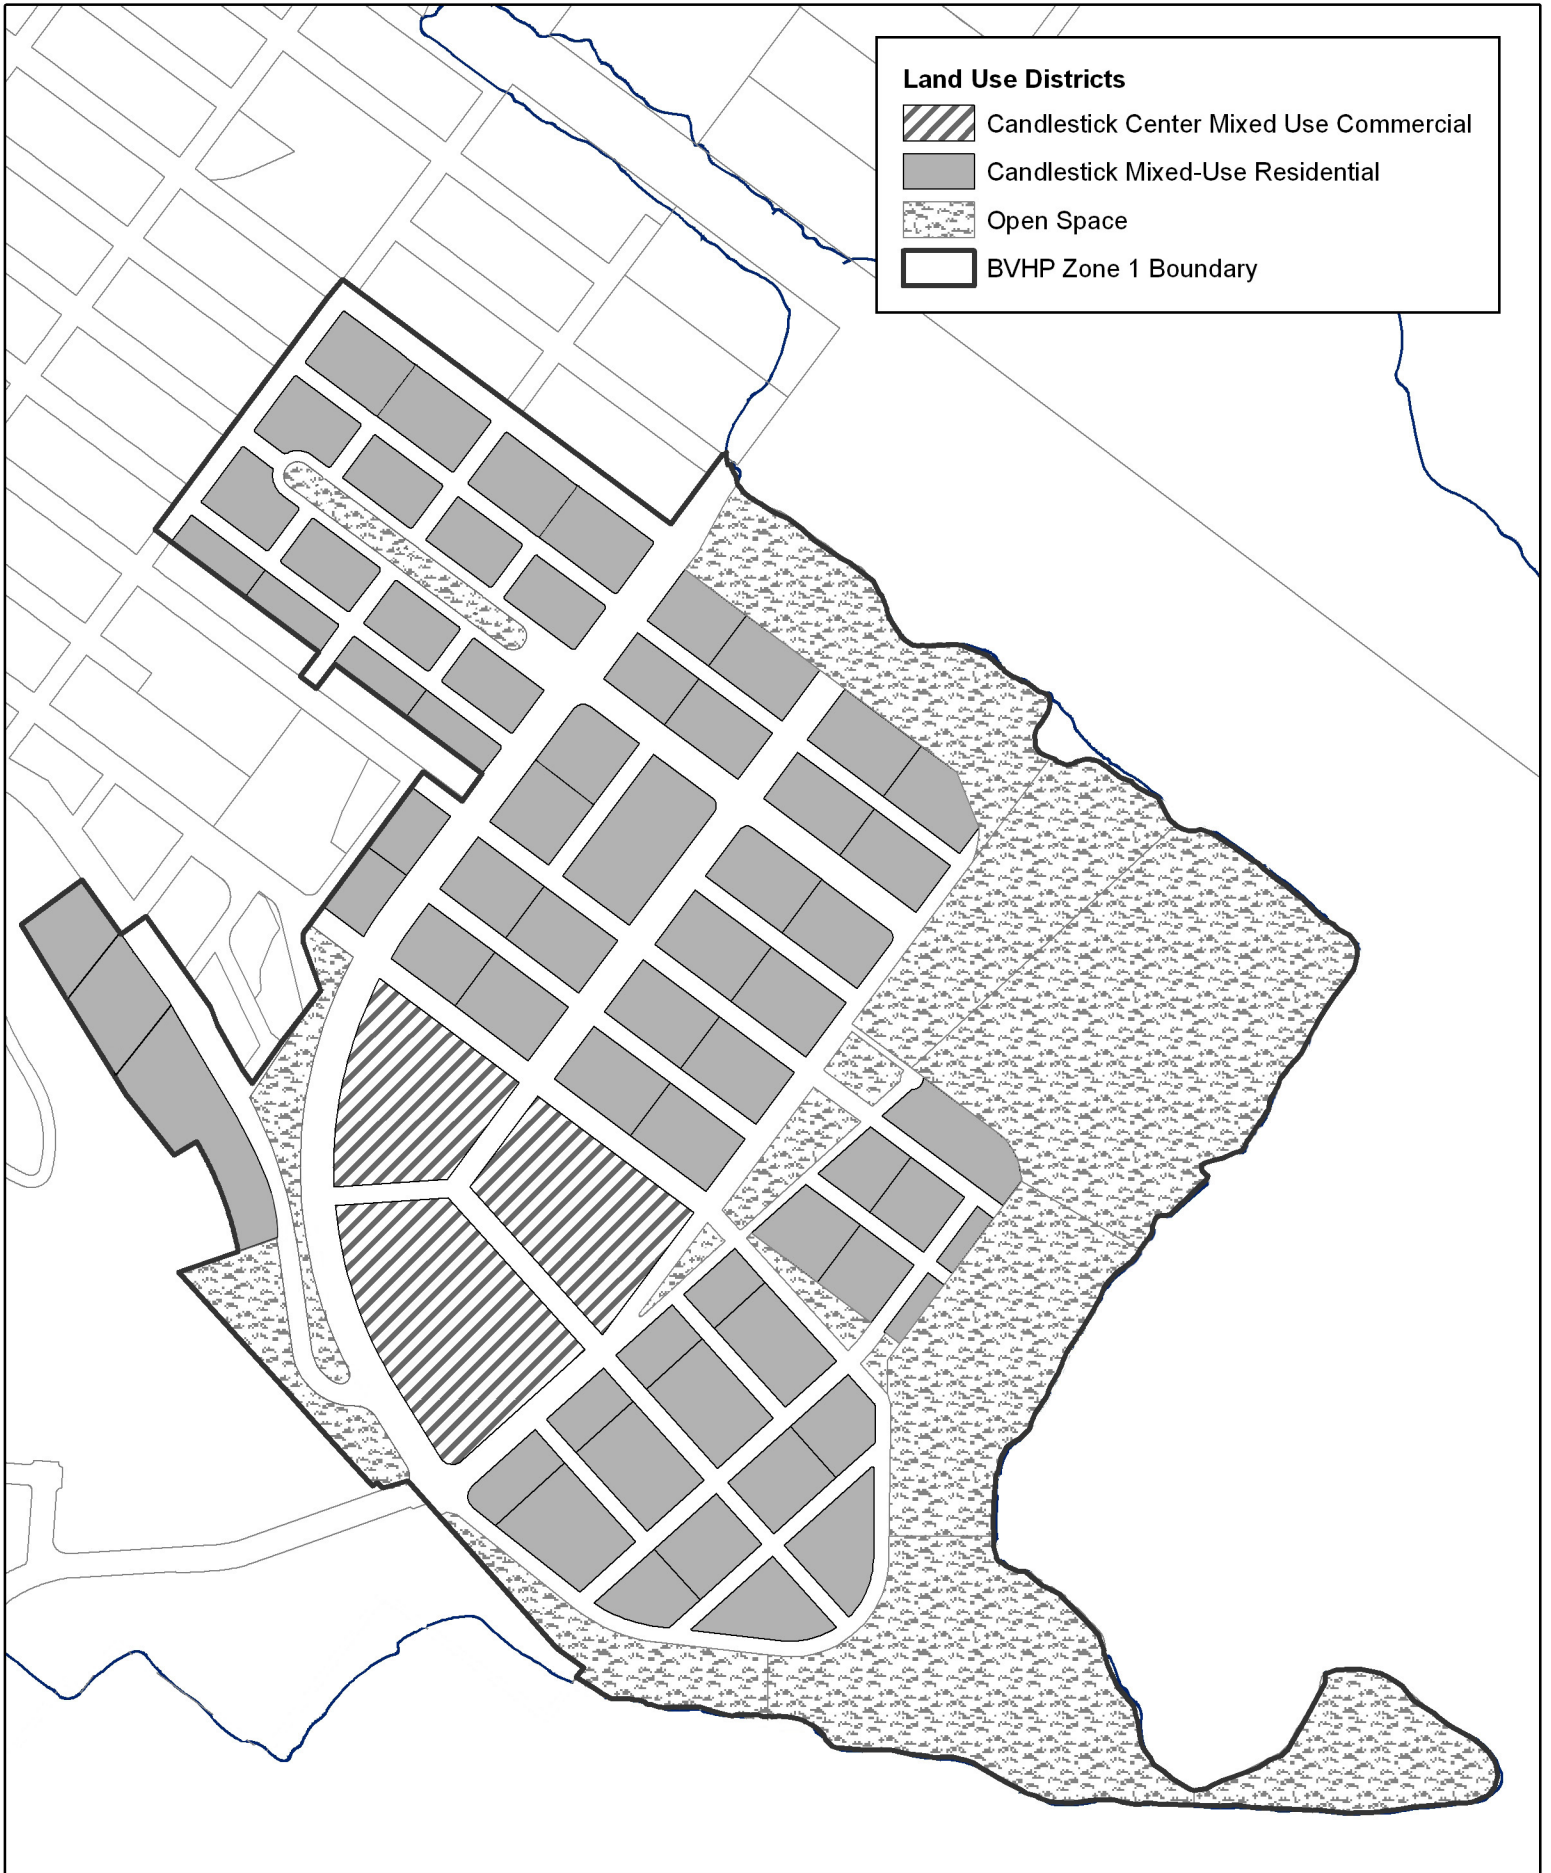 Land Use Districts
Candlestick Center Mixed Use Commercial
Candlestick Mixed-Use Residential
Open Space
BVHP Zone 1 Boundary